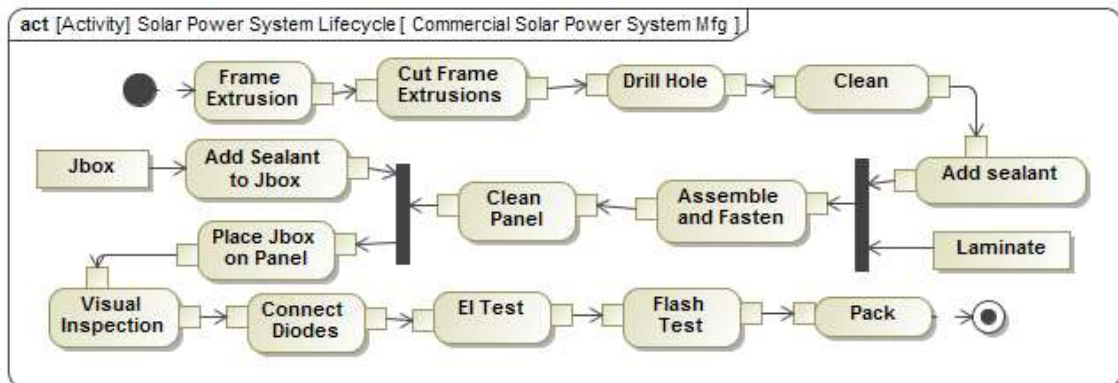 act [Activity] Solar Power System Lifecycle [ Commercial Solar Power System Mfg ]
Frame
Extrusion
Cut Frame
Extrusions
Drill Hole
Clean
Jbox
Add Sealant
to Jbox
Clean
Panel
Assemble
and Fasten
Add sealant
Place Jbox
on Panel
Laminate
Visual
Inspection
Connect
Diodes
El Test
Flash
Test
Pack